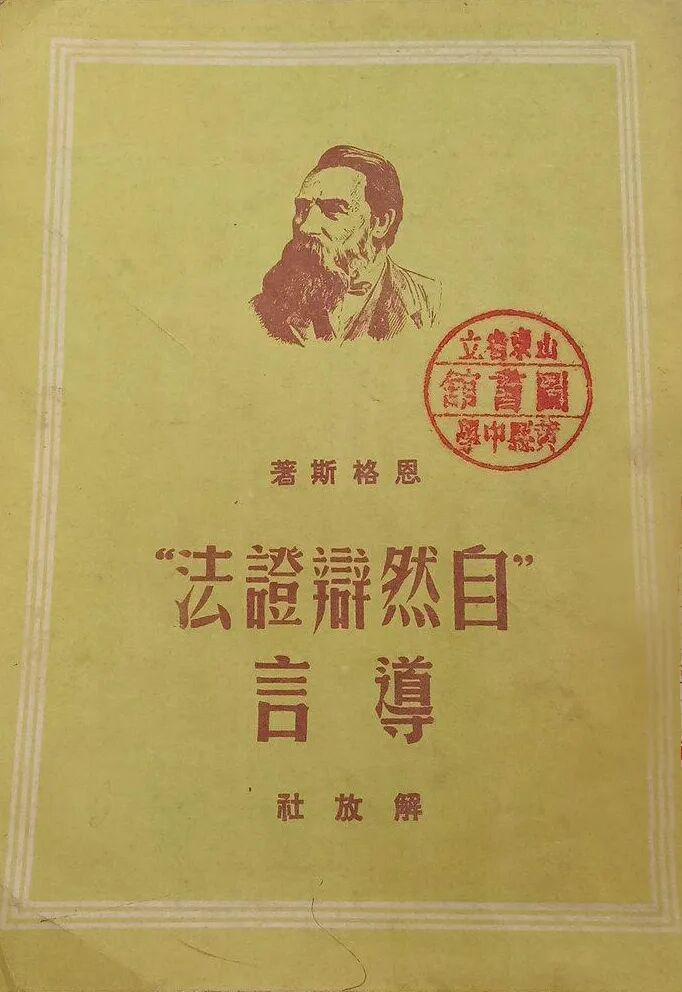 山東省立
圖書館
黃縣中學
恩格斯著
"自然辯證法"
導言
解放社